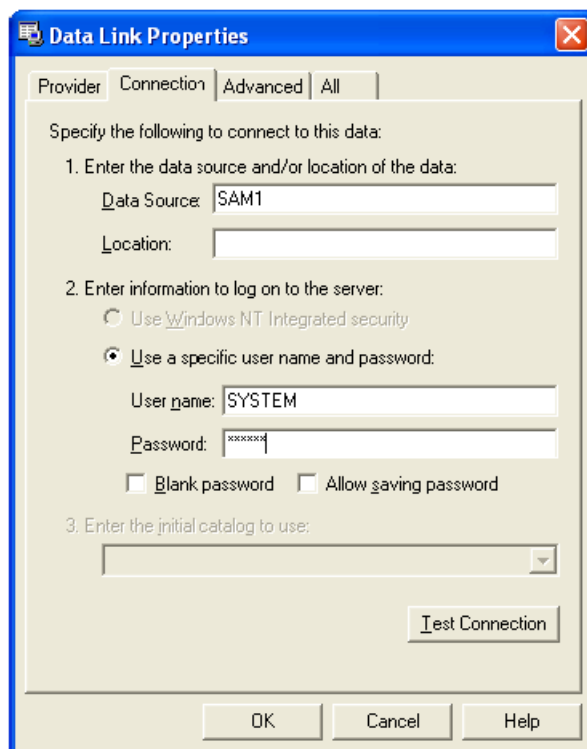 Data Link Properties
Provider Connection Advanced All
Specify the following to connect to this data:
1. Enter the data source and/or location of the data:
Data Source: SAM1
Location:
2. Enter information to log on to the server:
Use Windows NT Integrated security
Use a specific user name and password:
User name: SYSTEM
Password: ******
Blank password Allow saving password
3. Enter the initial catalog to use:
Test Connection
OK Cancel Help